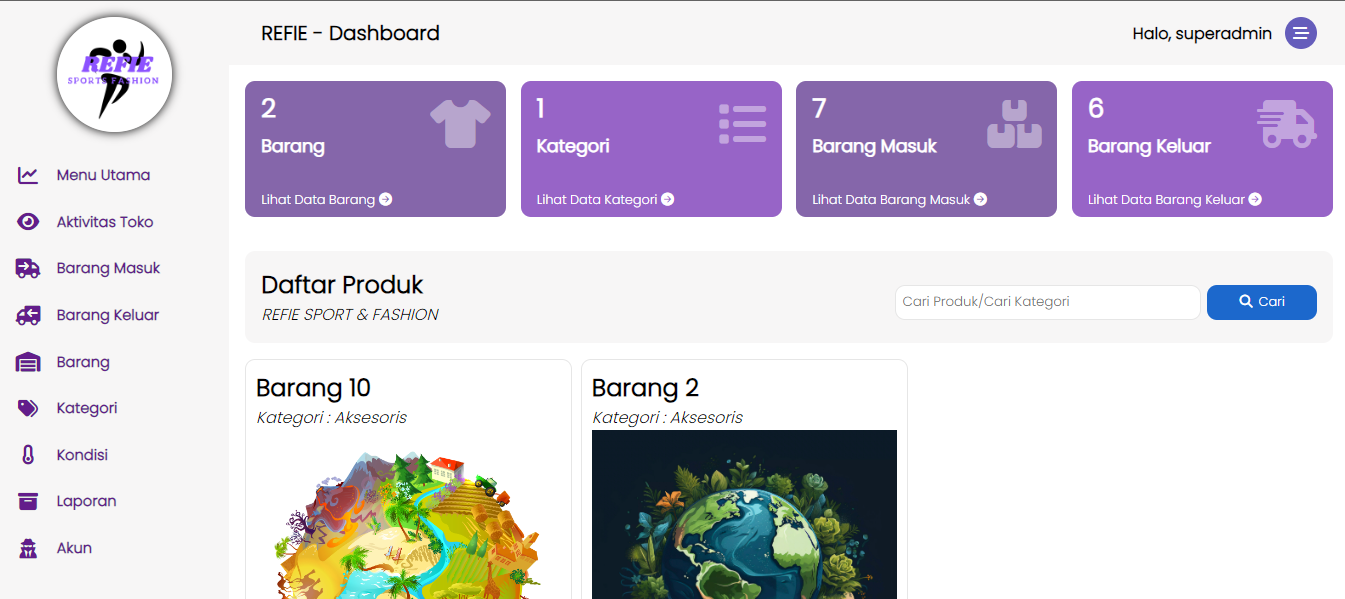 REFIE
SPORTS FASHION
REFIE - Dashboard
Halo, superadmin
Menu Utama
Aktivitas Toko
Barang Masuk
Barang Keluar
Barang
Kategori
Kondisi
Laporan
Akun
2
Barang
Lihat Data Barang
1
Kategori
Lihat Data Kategori
7
Barang Masuk
Lihat Data Barang Masuk
6
Barang Keluar
Lihat Data Barang Keluar
Daftar Produk
REFIE SPORT & FASHION
Cari Produk/Cari Kategori
Cari
Barang 10
Kategori : Aksesoris
Barang 2
Kategori : Aksesoris